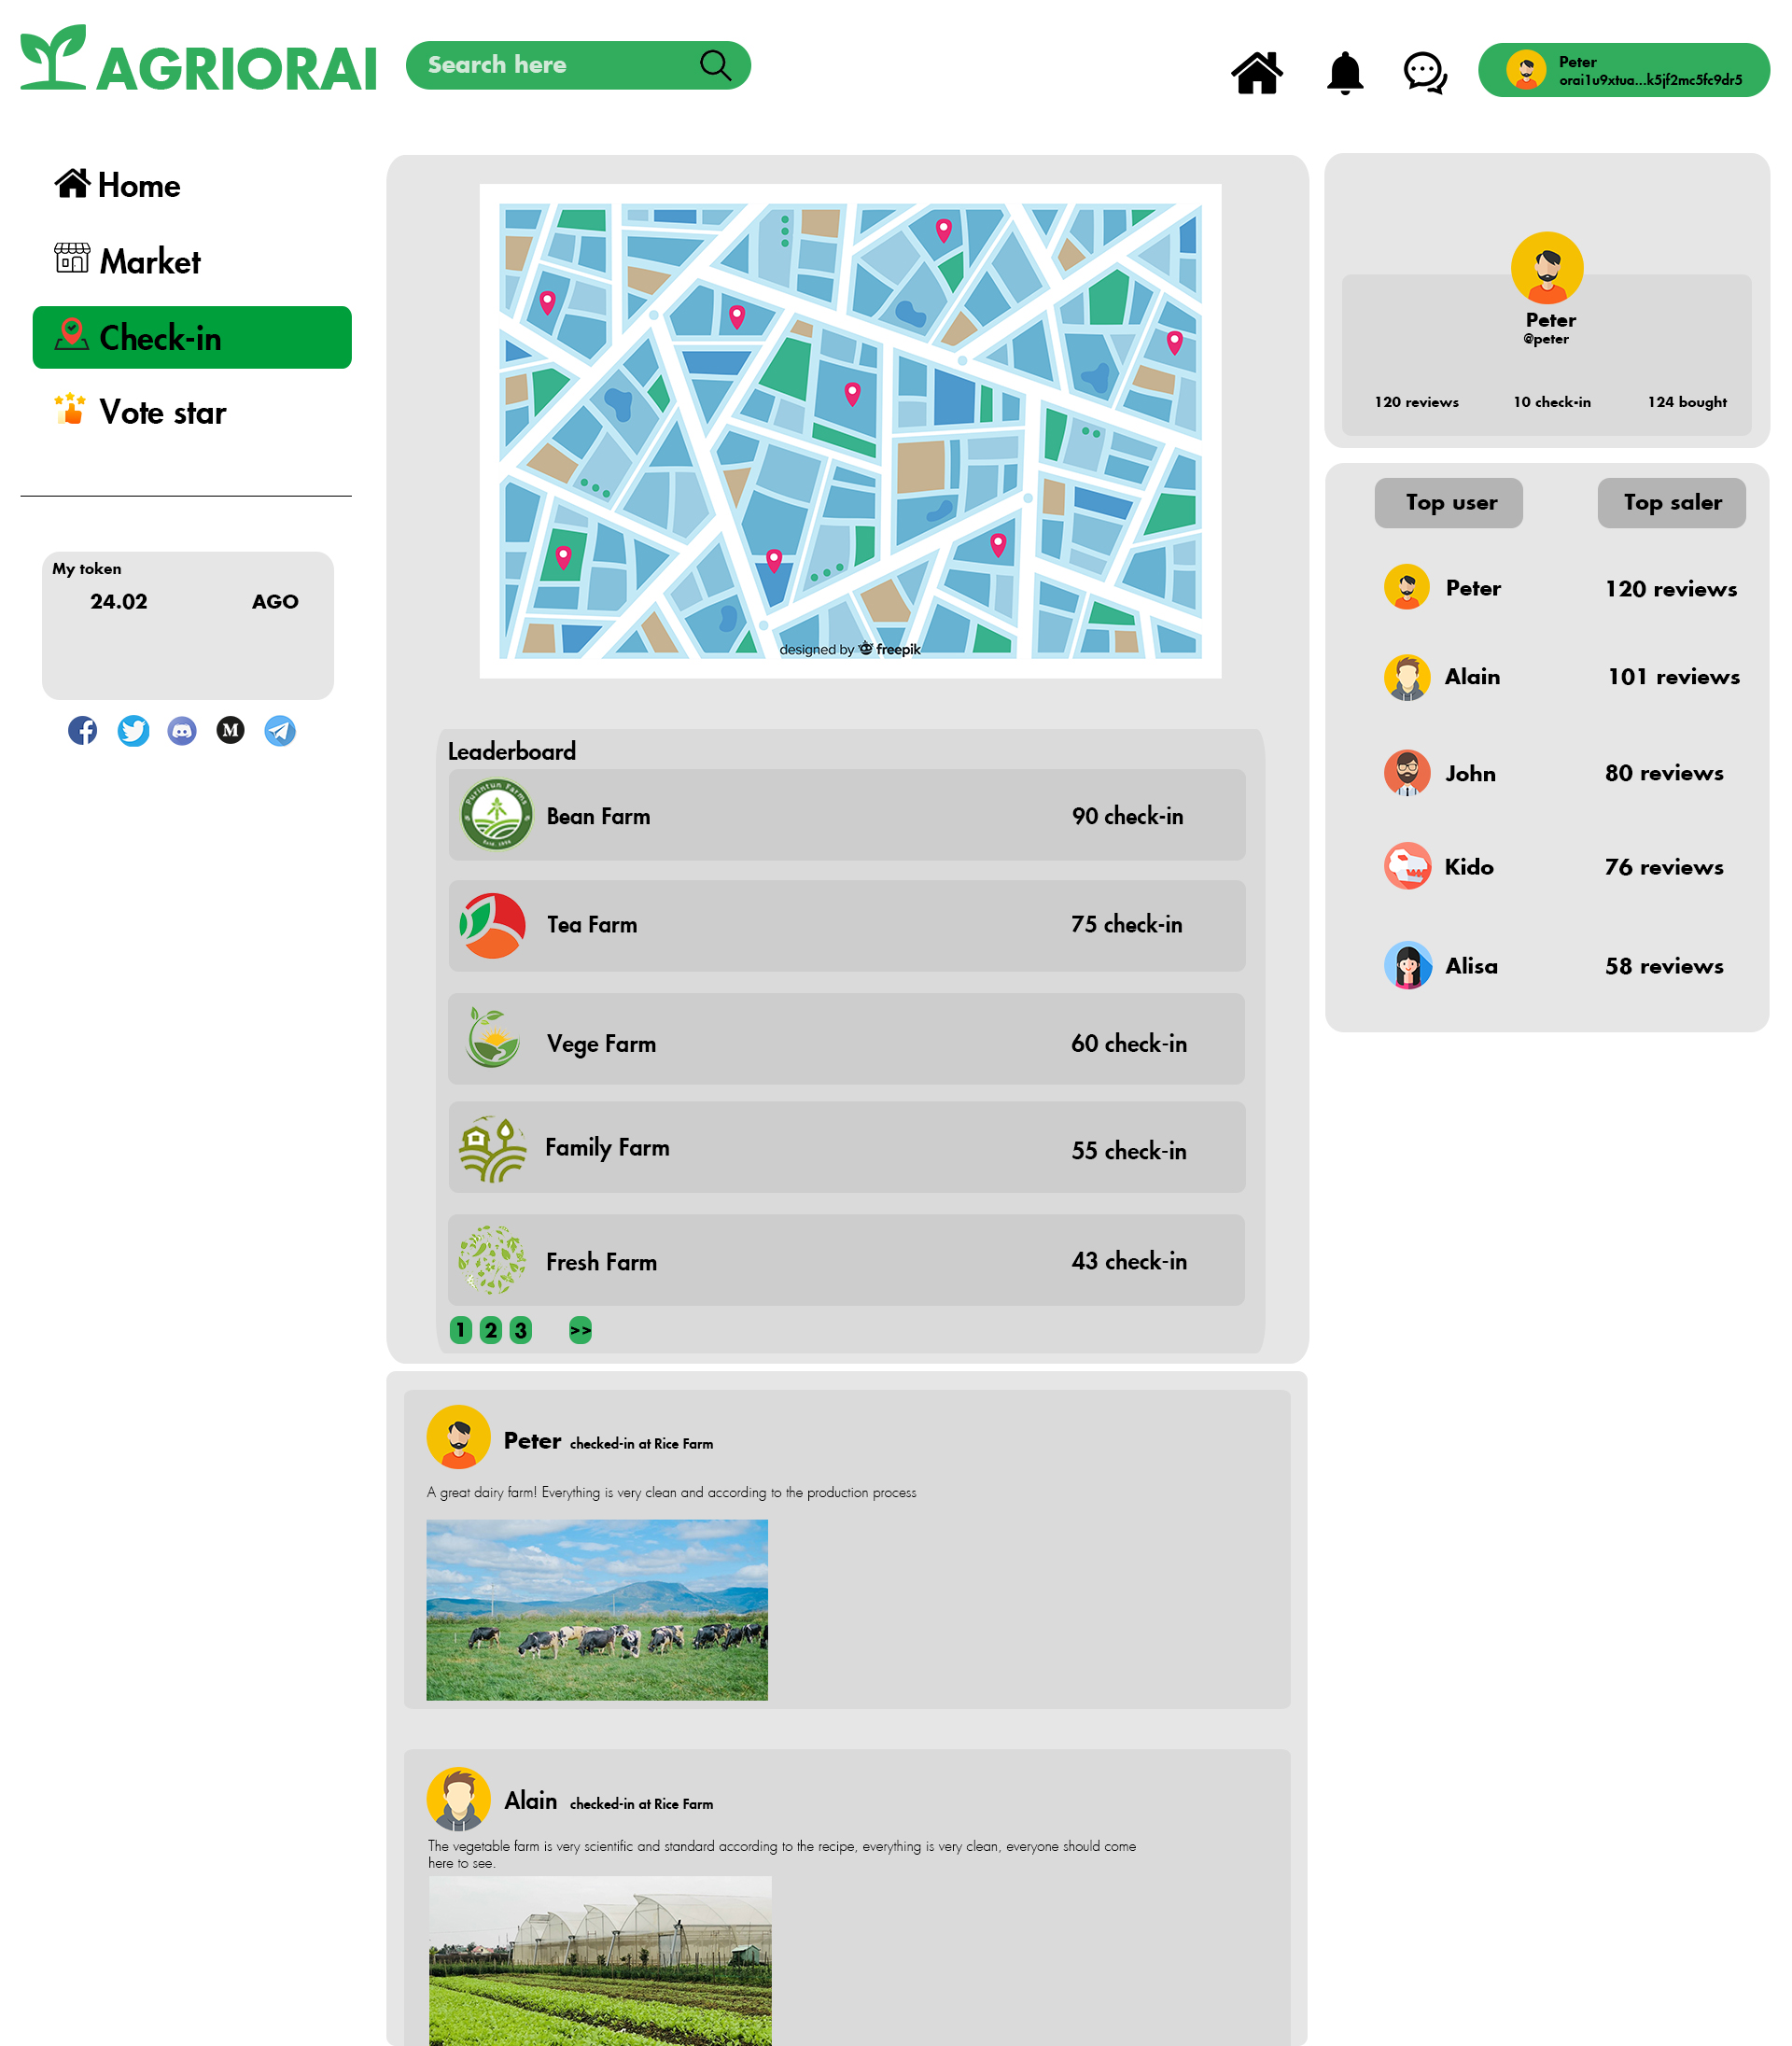 AGRIORAI
Search here
Peter
orai1u9xtua...k5jf2mc5fc9dr5
Home
Market
Check-in
Vote star
My token
24.02 AGO
M
designed by freepik
Leaderboard
Purintun Farms
Bean Farm 90 check-in
Tea Farm 75 check-in
Vege Farm 60 check-in
Family Farm 55 check-in
Fresh Farm 43 check-in
1 2 3 >>
Peter checked-in at Rice Farm
A great dairy farm! Everything is very clean and according to the production process
Alain checked-in at Rice Farm
The vegetable farm is very scientific and standard according to the recipe, everything is very clean, everyone should come
here to see.
Peter
@peter
120 reviews 10 check-in 124 bought
Top user Top saler
Peter 120 reviews
Alain 101 reviews
John 80 reviews
Kido 76 reviews
Alisa 58 reviews